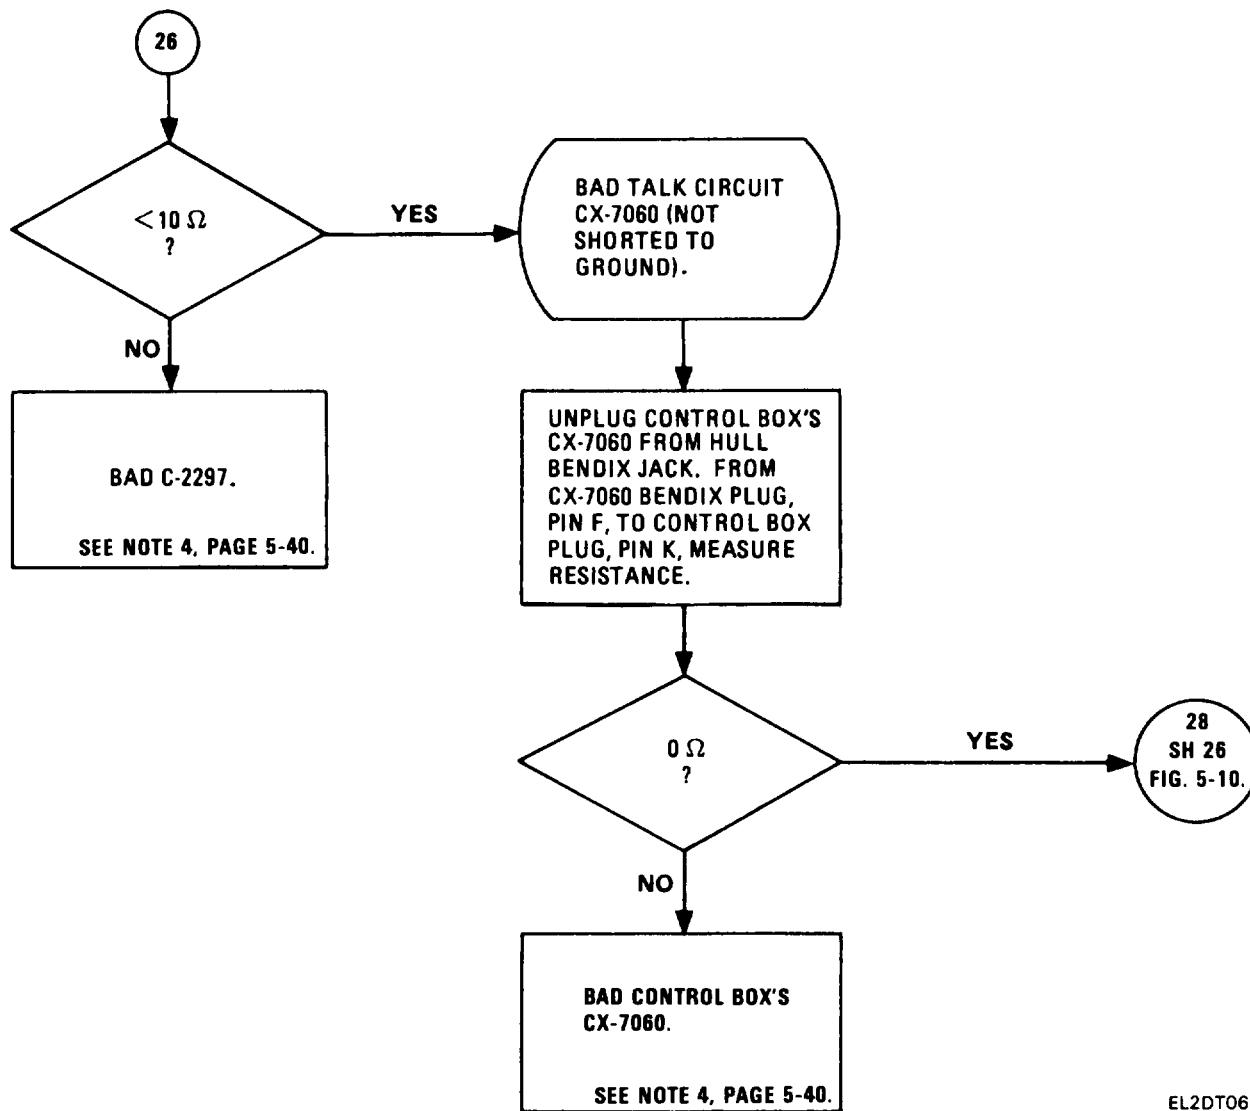 26
<10 Ω
?
YES
BAD TALK CIRCUIT
CX-7060 (NOT
SHORTED TO
GROUND).
NO
BAD C-2297.
SEE NOTE 4, PAGE 5-40.
UNPLUG CONTROL BOX'S
CX-7060 FROM HULL
BENDIX JACK. FROM
CX-7060 BENDIX PLUG,
PIN F, TO CONTROL BOX
PLUG, PIN K, MEASURE
RESISTANCE.
0 Ω
?
YES
28
SH 26
FIG. 5-10.
NO
BAD CONTROL BOX'S
CX-7060.
SEE NOTE 4, PAGE 5-40.
EL2DT06